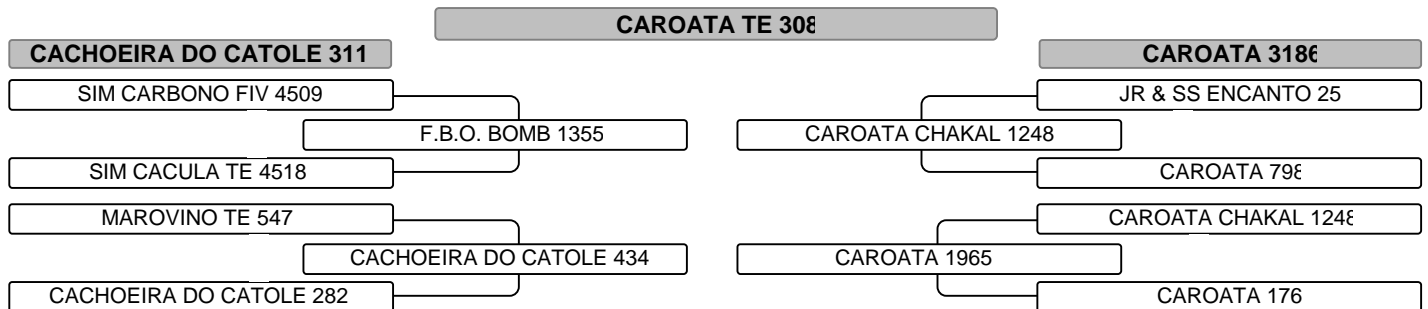 CAROATA TE 308
CACHOEIRA DO CATOLE 311
CAROATA 3186
SIM CARBONO FIV 4509
JR & SS ENCANTO 25
F.B.O. BOMB 1355
CAROATA CHAKAL 1248
SIM CACULA TE 4518
CAROATA 798
MAROVINO TE 547
CAROATA CHAKAL 1248
CACHOEIRA DO CATOLE 434
CAROATA 1965
CACHOEIRA DO CATOLE 282
CAROATA 176